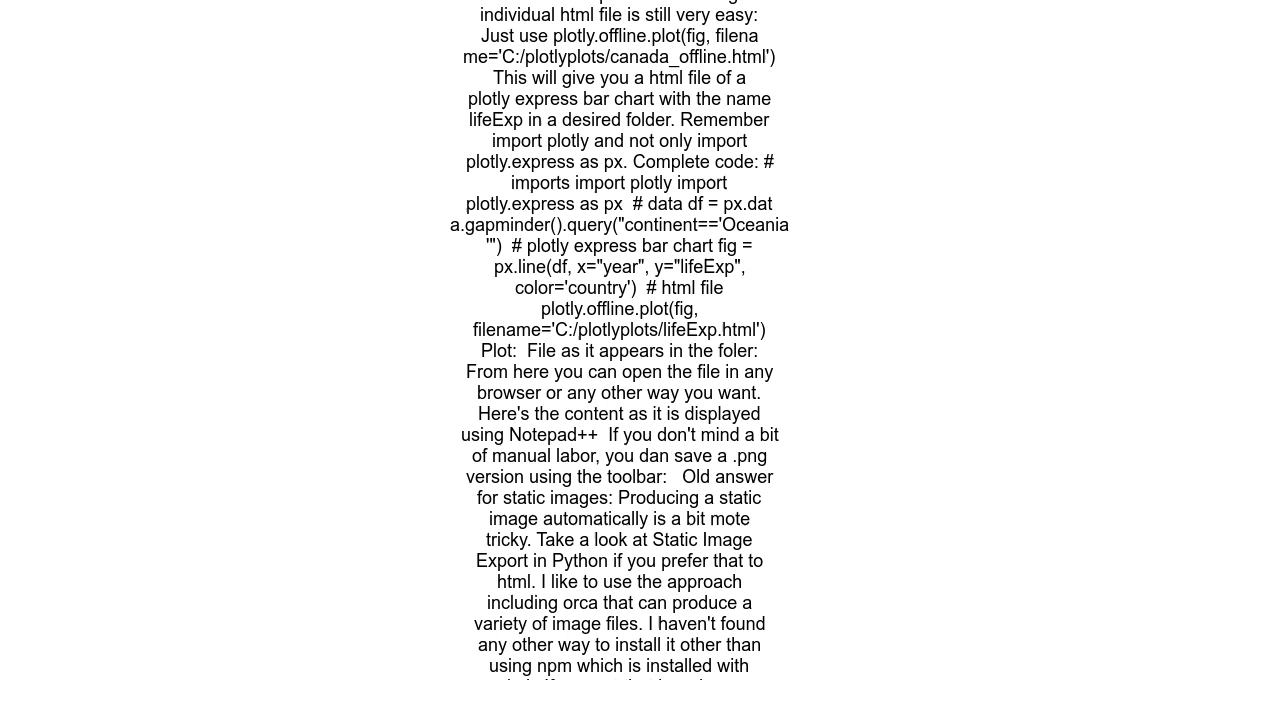 individual html file is still very easy:
Just use plotly.offline.plot(fig, filena
me='C:/plotlyplots/canada_offline.html')
This will give you a html file of a
plotly express bar chart with the name
lifeExp in a desired folder. Remember
import plotly and not only import
plotly.express as px. Complete code: #
imports import plotly import
plotly.express as px  # data df = px.dat
a.gapminder().query("continent=='Oceania
'")  # plotly express bar chart fig =
px.line(df, x="year", y="lifeExp",
color='country')  # html file
plotly.offline.plot(fig,
filename='C:/plotlyplots/lifeExp.html')
Plot:  File as it appears in the foler:
From here you can open the file in any
browser or any other way you want.
Here's the content as it is displayed
using Notepad++  If you don't mind a bit
of manual labor, you dan save a .png
version using the toolbar:   Old answer
for static images: Producing a static
image automatically is a bit mote
tricky. Take a look at Static Image
Export in Python if you prefer that to
html. I like to use the approach
including orca that can produce a
variety of image files. I haven't found
any other way to install it other than
using npm which is installed with